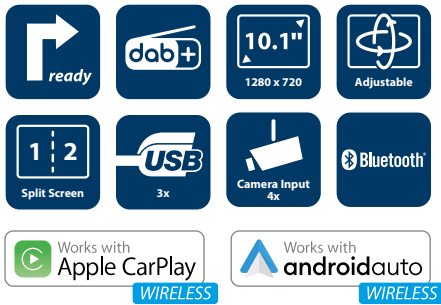 ready
dab+
10.1"
1280 x 720
Adjustable
1 2
Split Screen
USB
3x
Camera Input
4x
Bluetooth®
Works with
Apple CarPlay
WIRELESS
Works with
androidauto
WIRELESS